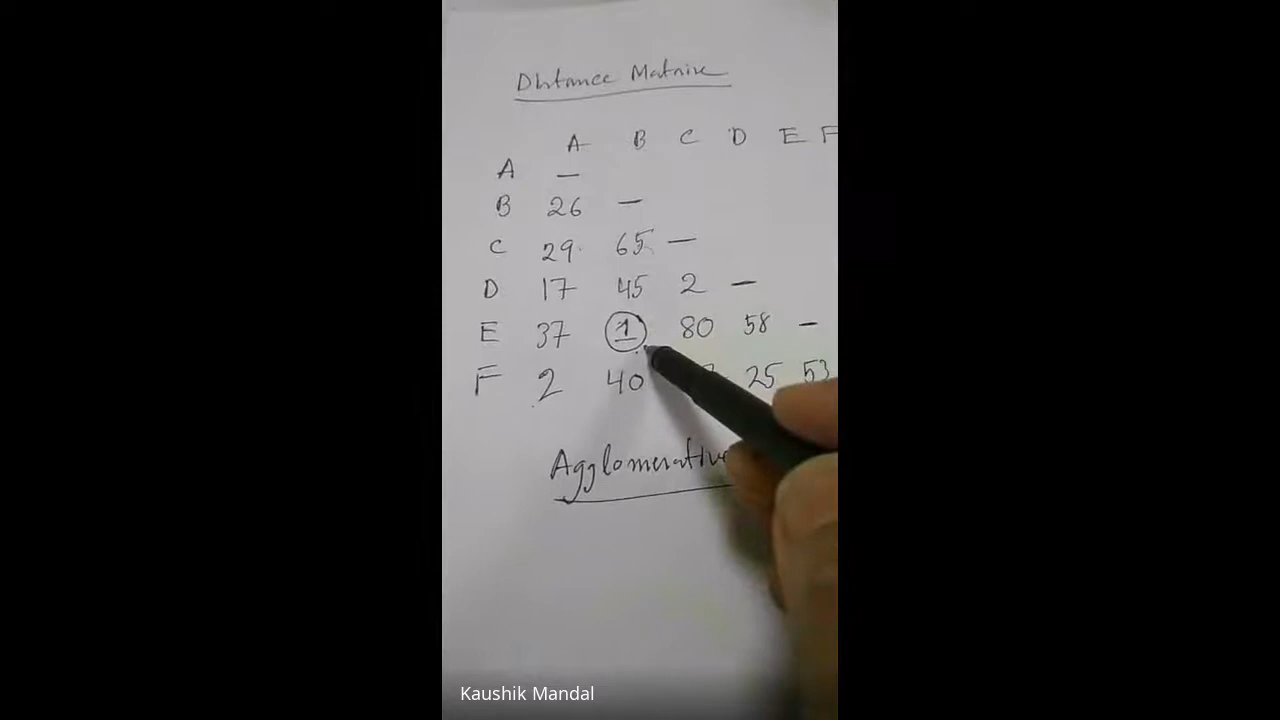 Distance Matrix
A B C D E F
A —
B 26 —
C 29 65 —
D 17 45 2 —
E 37 1 80 58 —
F 2 40 25 53
Agglomerative
Kaushik Mandal